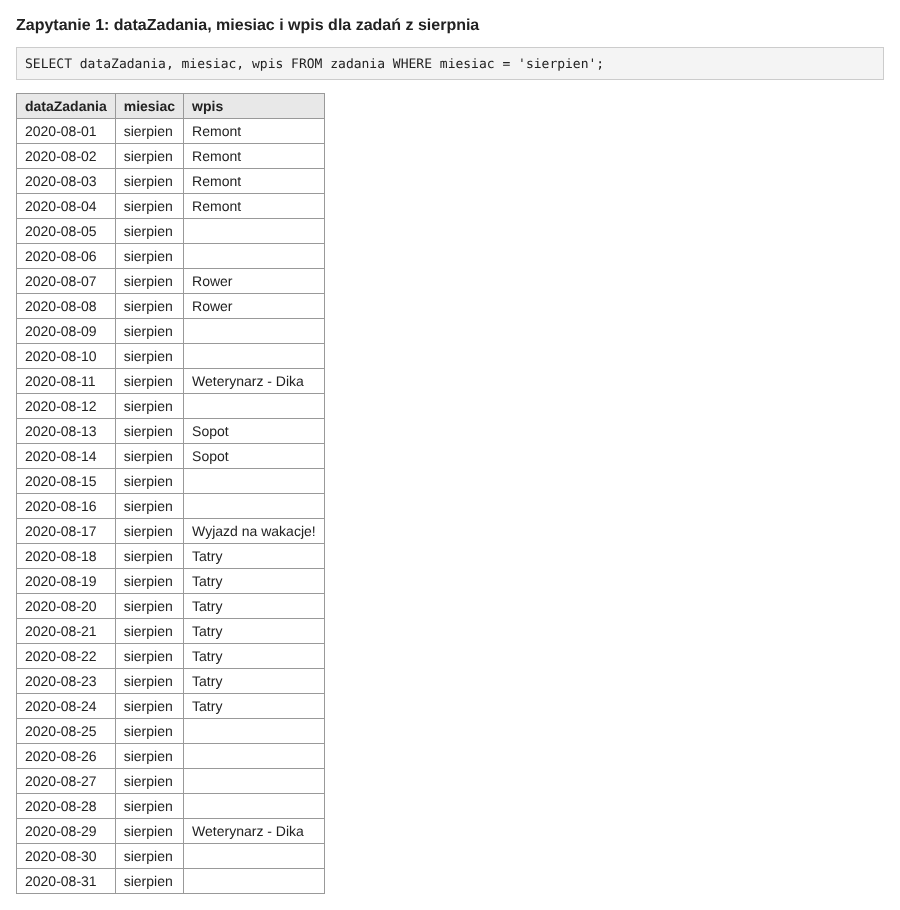 Zapytanie 1: dataZadania, miesiac i wpis dla zadań z sierpnia
SELECT dataZadania, miesiac, wpis FROM zadania WHERE miesiac = 'sierpien';
dataZadania miesiac wpis
2020-08-01 sierpien Remont
2020-08-02 sierpien Remont
2020-08-03 sierpien Remont
2020-08-04 sierpien Remont
2020-08-05 sierpien
2020-08-06 sierpien
2020-08-07 sierpien Rower
2020-08-08 sierpien Rower
2020-08-09 sierpien
2020-08-10 sierpien
2020-08-11 sierpien Weterynarz - Dika
2020-08-12 sierpien
2020-08-13 sierpien Sopot
2020-08-14 sierpien Sopot
2020-08-15 sierpien
2020-08-16 sierpien
2020-08-17 sierpien Wyjazd na wakacje!
2020-08-18 sierpien Tatry
2020-08-19 sierpien Tatry
2020-08-20 sierpien Tatry
2020-08-21 sierpien Tatry
2020-08-22 sierpien Tatry
2020-08-23 sierpien Tatry
2020-08-24 sierpien Tatry
2020-08-25 sierpien
2020-08-26 sierpien
2020-08-27 sierpien
2020-08-28 sierpien
2020-08-29 sierpien Weterynarz - Dika
2020-08-30 sierpien
2020-08-31 sierpien